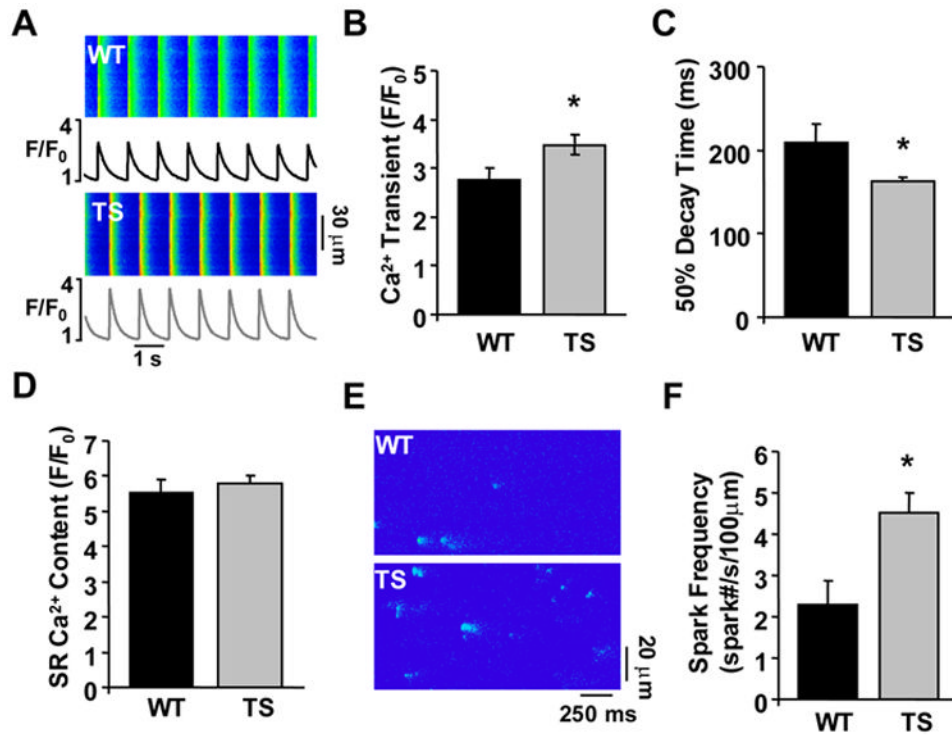 A
WT
4
F/F₀
1
TS
30 µm
4
F/F₀
1
1 s
B
Ca²⁺ Transient (F/F₀)
5
4
3
2
1
0
*
WT TS
C
50% Decay Time (ms)
300
200
100
0
*
WT TS
D
SR Ca²⁺ Content (F/F₀)
7
6
5
4
3
2
1
0
WT TS
E
WT
TS
20 µm
250 ms
F
Spark Frequency
(spark#/s/100µm)
6
5
4
3
2
1
0
*
WT TS